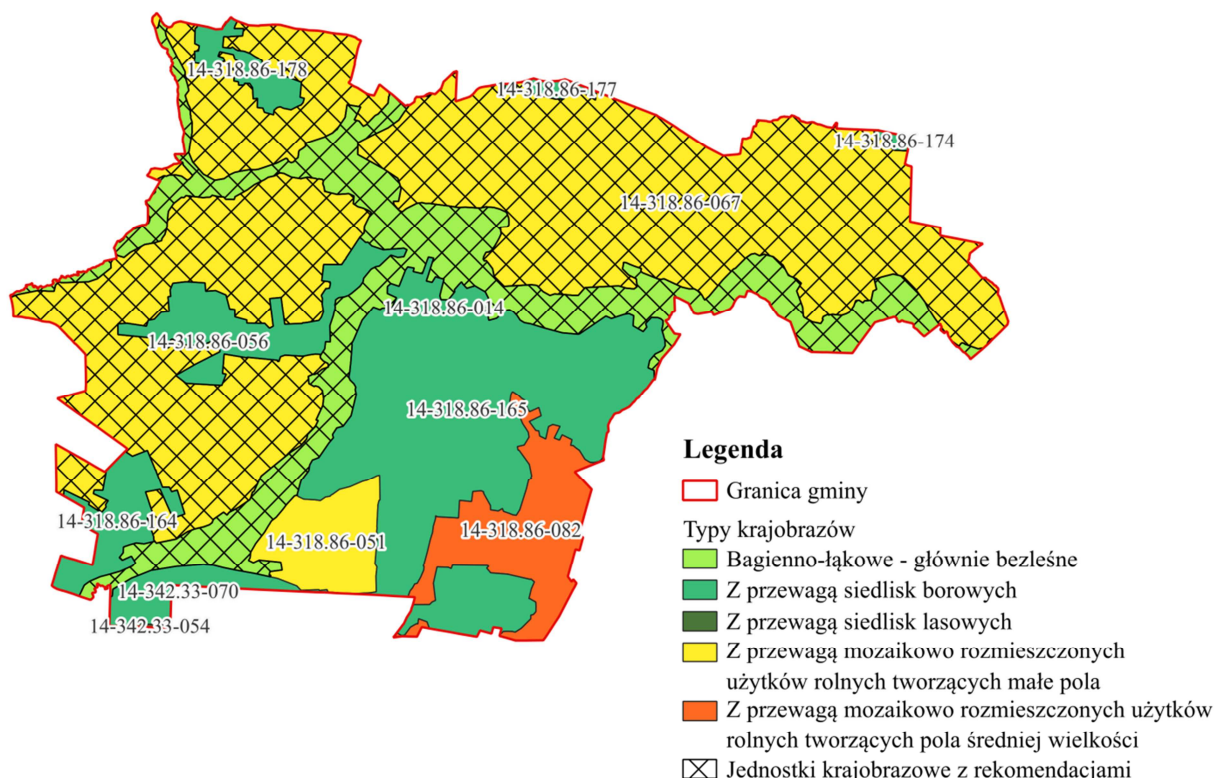 14-318.86-178
14-318.86-177
14-318.86-174
14-318.86-067
14-318.86-014
14-318.86-056
14-318.86-165
14-318.86-164
14-318.86-051
14-318.86-082
14-342.33-070
14-342.33-054
Legenda
Granica gminy
Typy krajobrazów
Bagienno-łąkowe - głównie bezleśne
Z przewagą siedlisk borowych
Z przewagą siedlisk lasowych
Z przewagą mozaikowo rozmieszczonych
użytków rolnych tworzących małe pola
Z przewagą mozaikowo rozmieszczonych użytków
rolnych tworzących pola średniej wielkości
Jednostki krajobrazowe z rekomendacjami